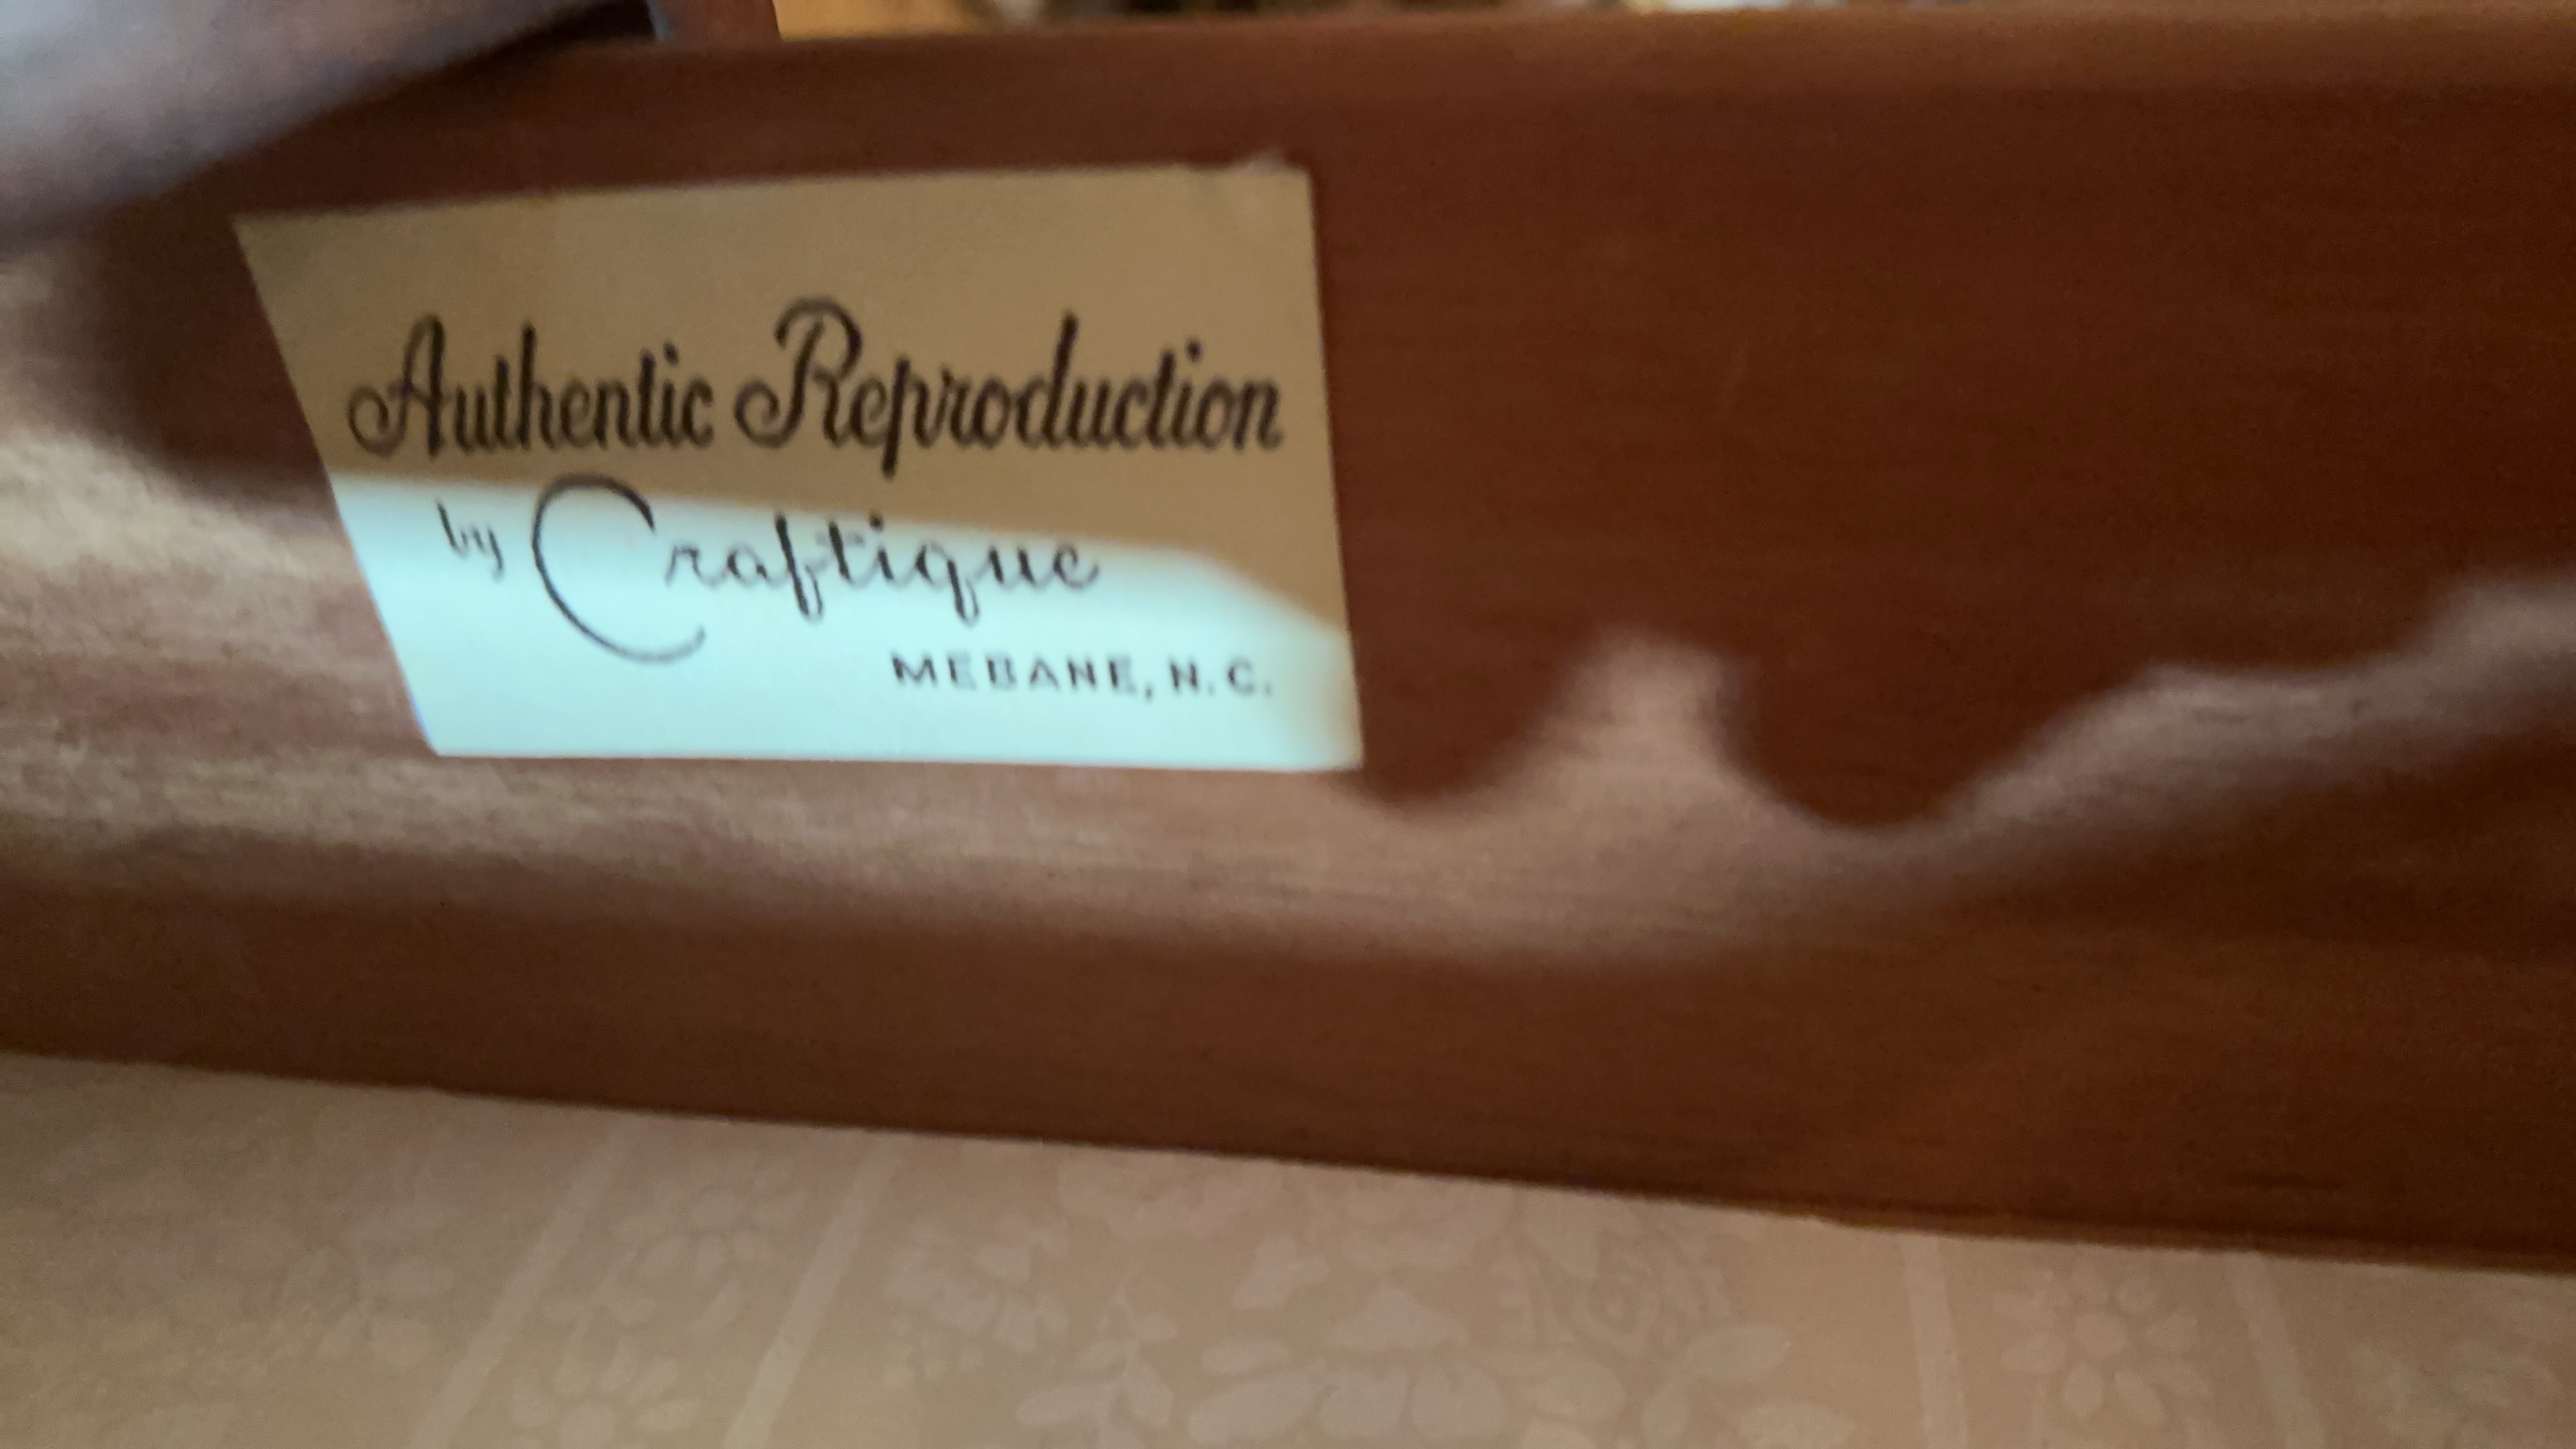 Authentic Reproduction
by Craftique
MEBANE, N.C.